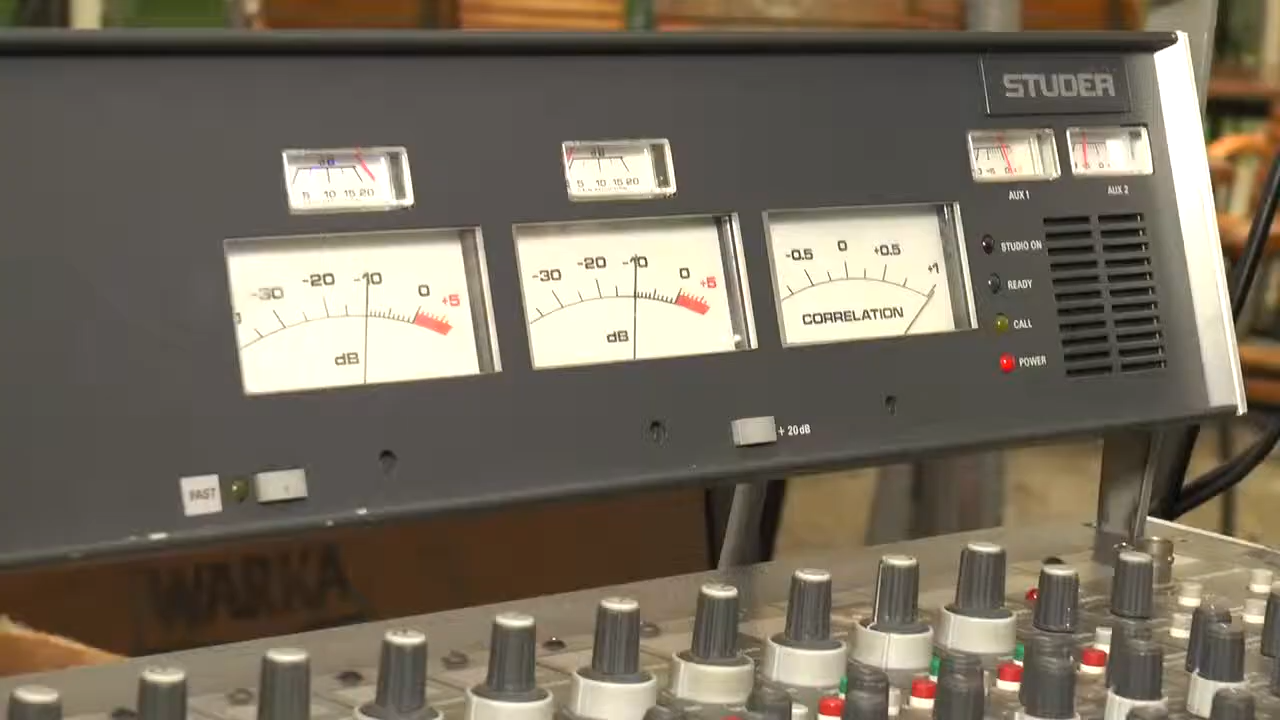 STUDER
dB
5 10 15 20
dB
5 10 15 20
AUX 1
AUX 2
-30 -20 -10 0 +5
dB
-30 -20 -10 0 +5
dB
-0.5 0 +0.5 +1
CORRELATION
STUDIO ON
READY
CALL
POWER
+ 20 dB
FAST
WARKA